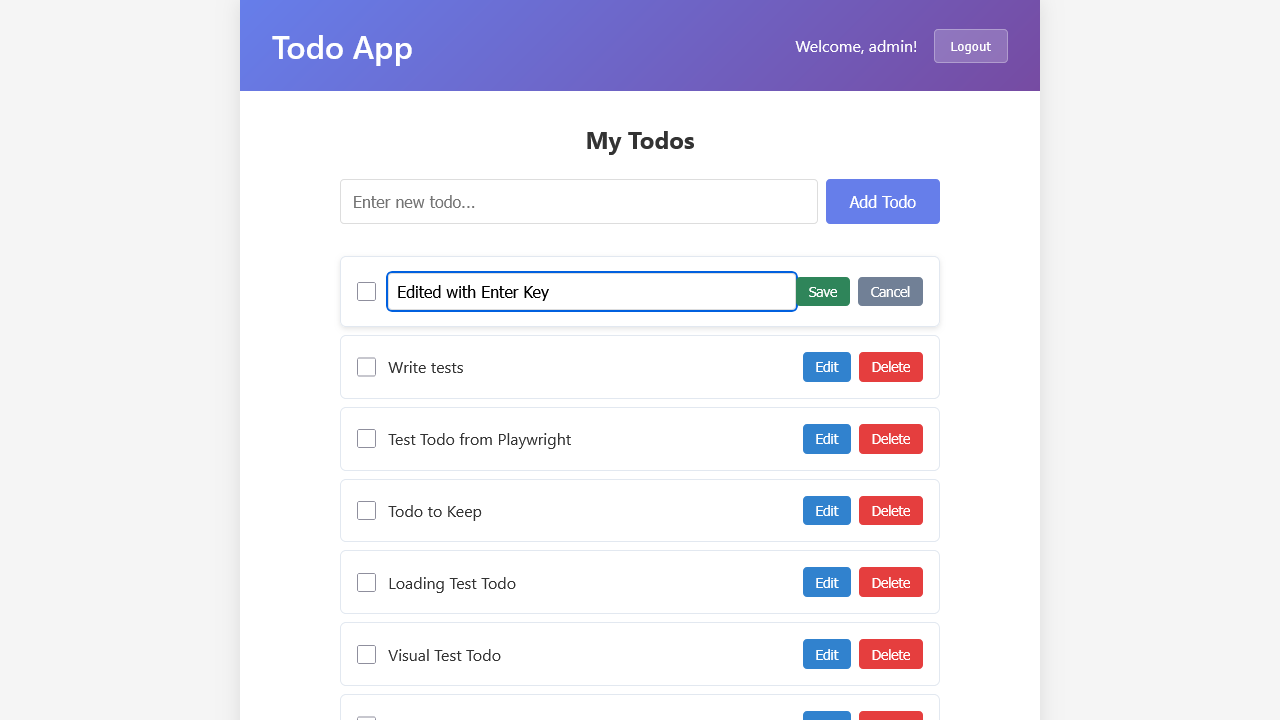 Todo App
Welcome, admin!
Logout
My Todos
Enter new todo...
Add Todo
Edited with Enter Key
Save
Cancel
Write tests
Edit
Delete
Test Todo from Playwright
Edit
Delete
Todo to Keep
Edit
Delete
Loading Test Todo
Edit
Delete
Visual Test Todo
Edit
Delete